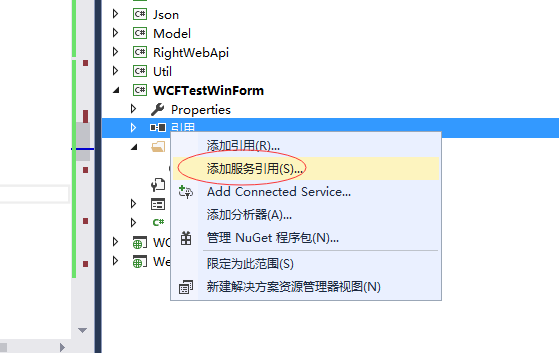 Json
Model
RightWebApi
Util
WCFTestWinForm
Properties
引用
添加引用(R)...
添加服务引用(S)...
Add Connected Service...
添加分析器(A)...
管理 NuGet 程序包(N)...
限定为此范围(S)
新建解决方案资源管理器视图(N)
C#
C#
C#
C#
C#